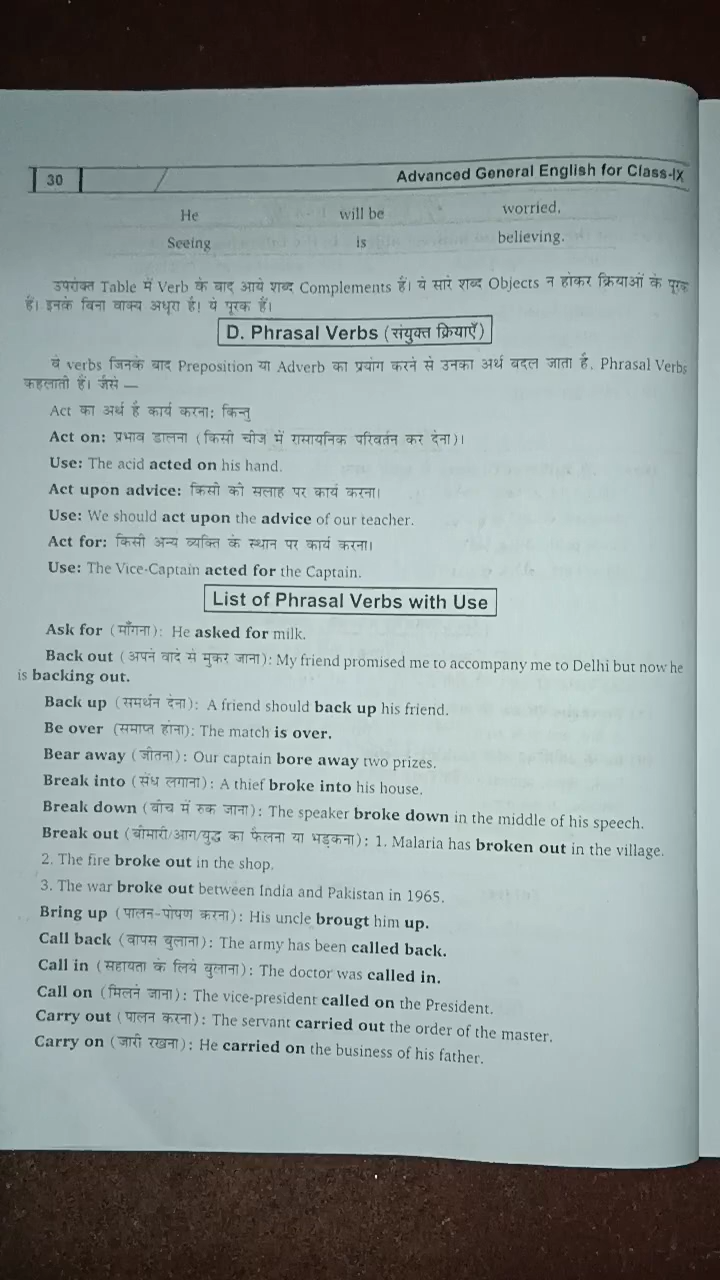 30 Advanced General English for Class-IX
He will be worried.
Seeing is believing.
उपरोक्त Table में Verb के बाद आये शब्द Complements हैं। ये सारे शब्द Objects न होकर क्रियाओं के पूरक
हैं। इनके बिना वाक्य अधूरा है! ये पूरक हैं।
D. Phrasal Verbs (संयुक्त क्रियाएँ)
वे verbs जिनके बाद Preposition या Adverb का प्रयोग करने से उनका अर्थ बदल जाता है, Phrasal Verbs
कहलाती हैं। जैसे —
Act का अर्थ है कार्य करना; किन्तु
Act on: प्रभाव डालना (किसी चीज में रासायनिक परिवर्तन कर देना)।
Use: The acid acted on his hand.
Act upon advice: किसी की सलाह पर कार्य करना।
Use: We should act upon the advice of our teacher.
Act for: किसी अन्य व्यक्ति के स्थान पर कार्य करना।
Use: The Vice-Captain acted for the Captain.
List of Phrasal Verbs with Use
Ask for (माँगना): He asked for milk.
Back out (अपने वादे से मुकर जाना): My friend promised me to accompany me to Delhi but now he
is backing out.
Back up (समर्थन देना): A friend should back up his friend.
Be over (समाप्त होना): The match is over.
Bear away (जीतना): Our captain bore away two prizes.
Break into (सेंध लगाना): A thief broke into his house.
Break down (बीच में रुक जाना): The speaker broke down in the middle of his speech.
Break out (बीमारी/आग/युद्ध का फैलना या भड़कना): 1. Malaria has broken out in the village.
2. The fire broke out in the shop.
3. The war broke out between India and Pakistan in 1965.
Bring up (पालन-पोषण करना): His uncle brougt him up.
Call back (वापस बुलाना): The army has been called back.
Call in (सहायता के लिये बुलाना): The doctor was called in.
Call on (मिलने जाना): The vice-president called on the President.
Carry out (पालन करना): The servant carried out the order of the master.
Carry on (जारी रखना): He carried on the business of his father.